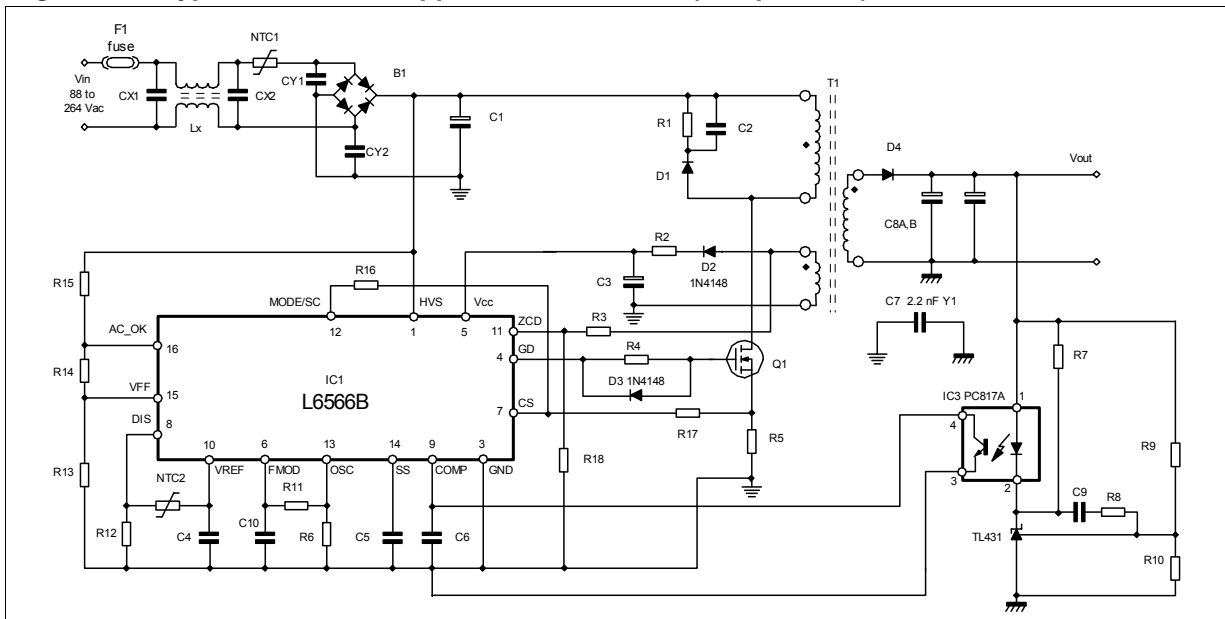 F1
fuse
NTC1
Vin
88 to
264 Vac
CX1
Lx
CX2
CY1
B1
CY2
C1
R1
C2
D1
T1
D4
Vout
C8A,B
R2
D2
1N4148
C3
C7 2.2 nF Y1
R15
R16
MODE/SC
HVS
Vcc
12
1
5
ZCD
11
R3
AC_OK
16
GD
4
R4
D3 1N4148
Q1
R14
VFF
15
IC1
L6566B
CS
7
R17
R5
R7
IC3 PC817A
1
4
3
2
R9
DIS
8
10
6
13
14
9
3
VREF
FMOD
OSC
SS
COMP
GND
R13
NTC2
R11
R18
R12
C4
C10
R6
C5
C6
C9
R8
TL431
R10